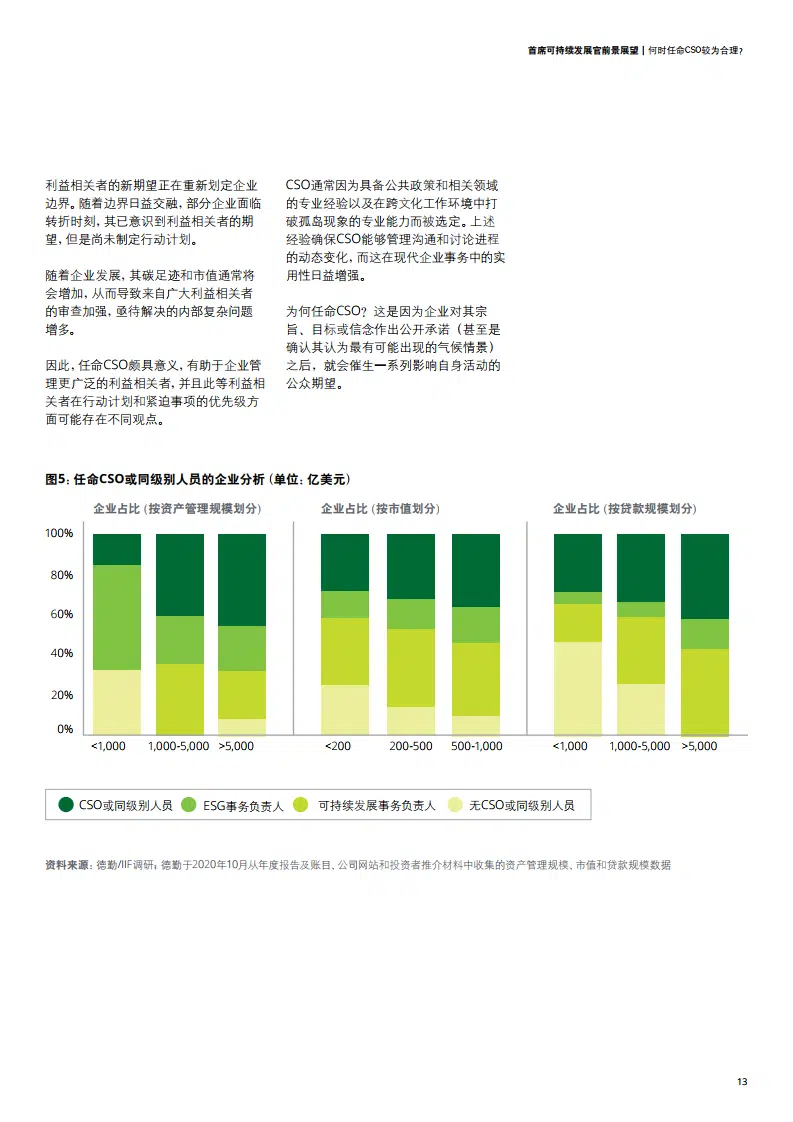 首席可持续发展官前景展望 | 何时任命CSO较为合理?
利益相关者的新期望正在重新划定企业
边界。随着边界日益交融，部分企业面临
转折时刻，其已意识到利益相关者的期
望，但是尚未制定行动计划。
随着企业发展，其碳足迹和市值通常将
会增加，从而导致来自广大利益相关者
的审查加强，亟待解决的内部复杂问题
增多。
因此，任命CSO颇具意义，有助于企业管
理更广泛的利益相关者，并且此等利益相
关者在行动计划和紧迫事项的优先级方
面可能存在不同观点。
CSO通常因为具备公共政策和相关领域
的专业经验以及在跨文化工作环境中打
破孤岛现象的专业能力而被选定。上述
经验确保CSO能够管理沟通和讨论进程
的动态变化，而这在现代企业事务中的实
用性日益增强。
为何任命CSO？这是因为企业对其宗
旨、目标或信念作出公开承诺（甚至是
确认其认为最有可能出现的气候情景）
之后，就会催生一系列影响自身活动的
公众期望。
图5：任命CSO或同级别人员的企业分析（单位：亿美元）
企业占比（按资产管理规模划分） 企业占比（按市值划分） 企业占比（按贷款规模划分）
100%
80%
60%
40%
20%
0%
<1,000 1,000-5,000 >5,000 <200 200-500 500-1,000 <1,000 1,000-5,000 >5,000
CSO或同级别人员 ESG事务负责人 可持续发展事务负责人 无CSO或同级别人员
资料来源：德勤/IIF调研；德勤于2020年10月从年度报告及账目、公司网站和投资者推介材料中收集的资产管理规模、市值和贷款规模数据
13